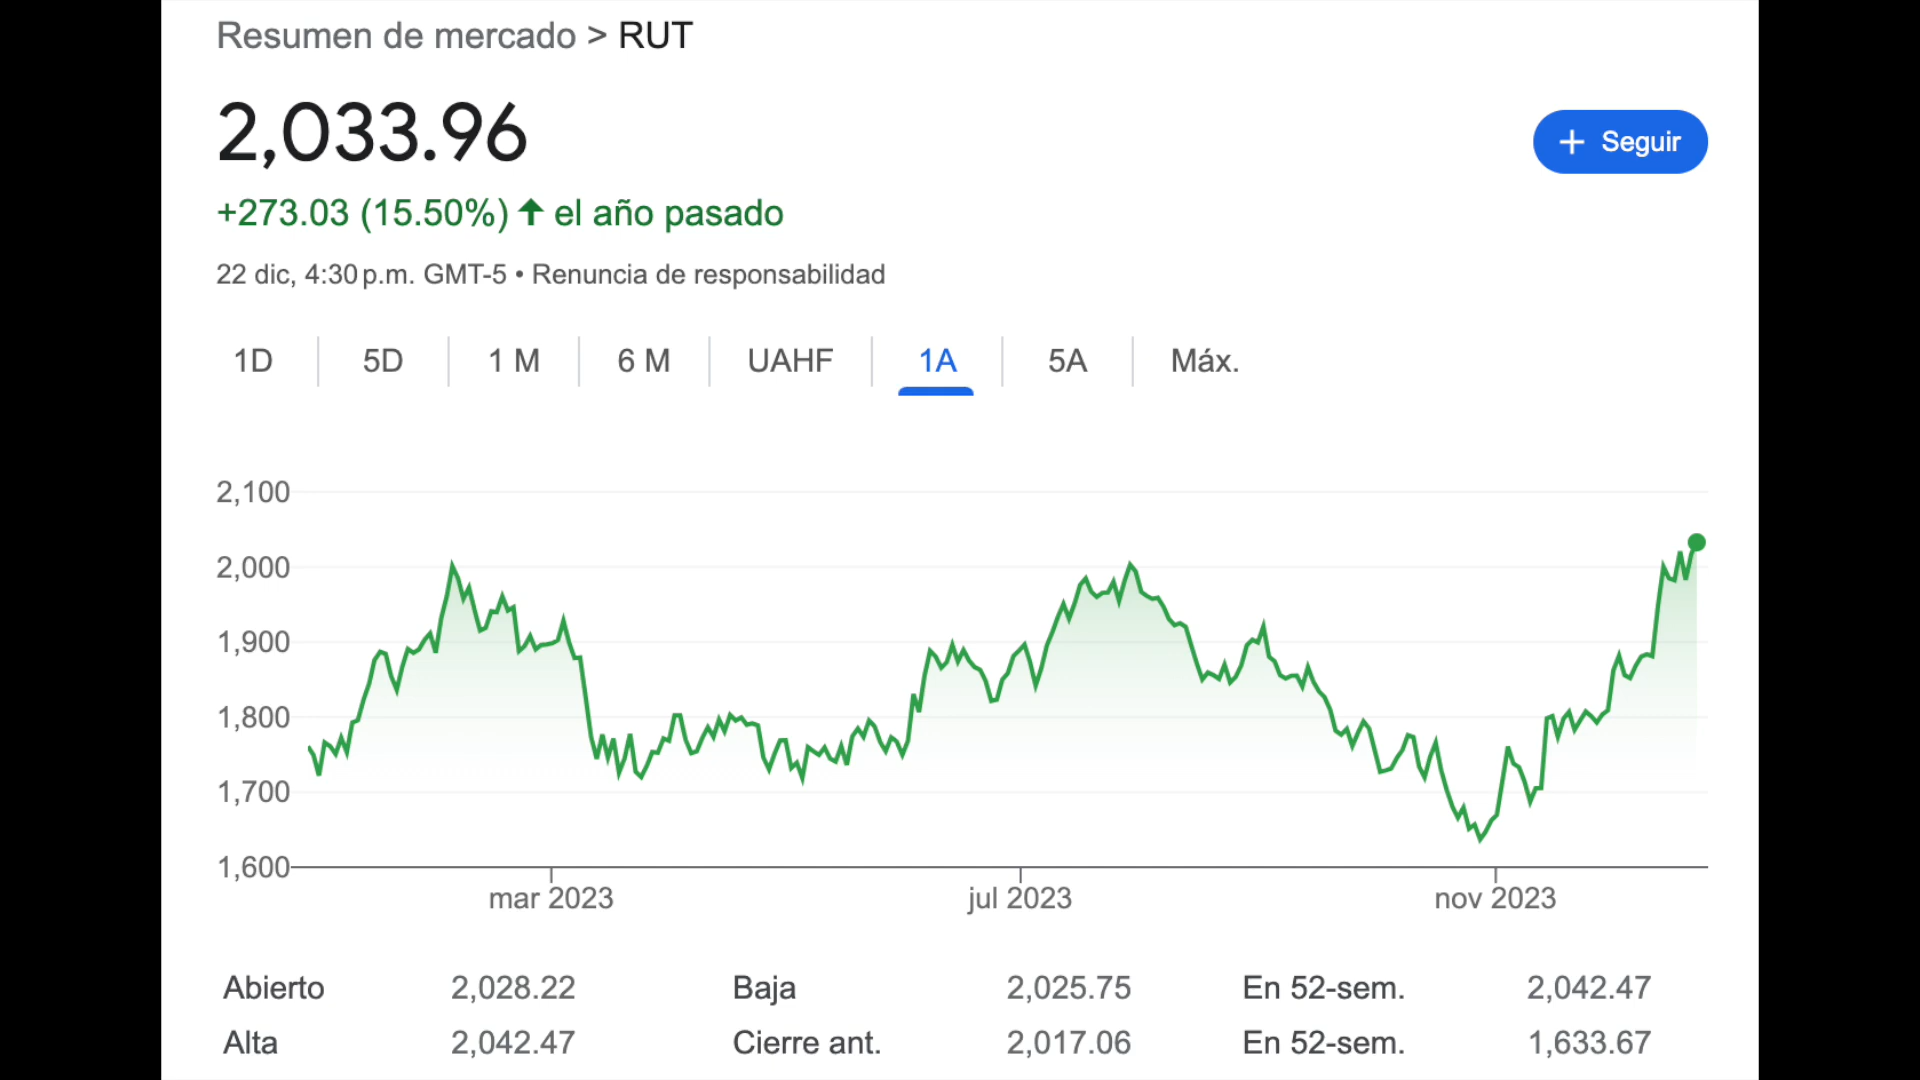 Resumen de mercado > RUT
2,033.96
+ Seguir
+273.03 (15.50%) ↑ el año pasado
22 dic, 4:30 p.m. GMT-5 • Renuncia de responsabilidad
1D 5D 1 M 6 M UAHF 1A 5A Máx.
2,100
2,000
1,900
1,800
1,700
1,600
mar 2023 jul 2023 nov 2023
Abierto 2,028.22 Baja 2,025.75 En 52-sem. 2,042.47
Alta 2,042.47 Cierre ant. 2,017.06 En 52-sem. 1,633.67